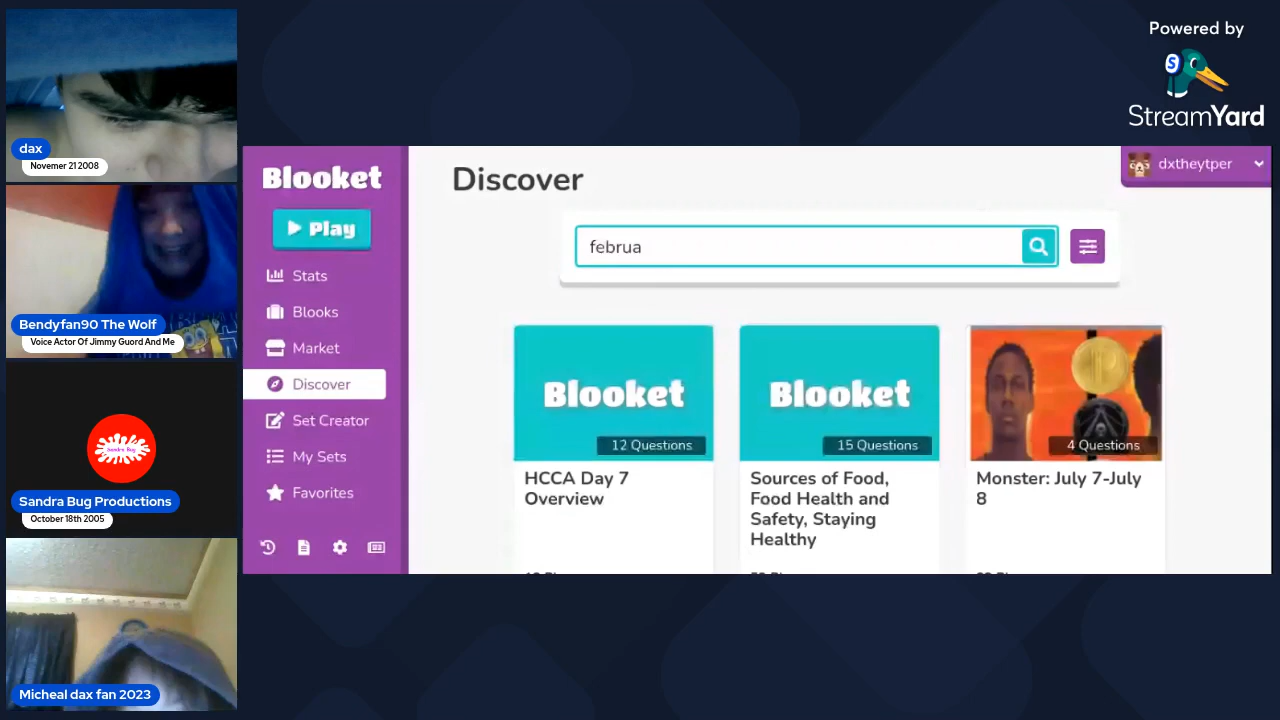 Powered by
StreamYard
dax
Novemer 21 2008
Bendyfan90 The Wolf
Voice Actor Of Jimmy Guord And Me
Sandra Bug
Sandra Bug Productions
October 18th 2005
Micheal dax fan 2023
Blooket
Play
Stats
Blooks
Market
Discover
Set Creator
My Sets
Favorites
Discover
dxtheytper
februa
Blooket
12 Questions
HCCA Day 7
Overview
Blooket
15 Questions
Sources of Food,
Food Health and
Safety, Staying
Healthy
4 Questions
Monster: July 7-July
8